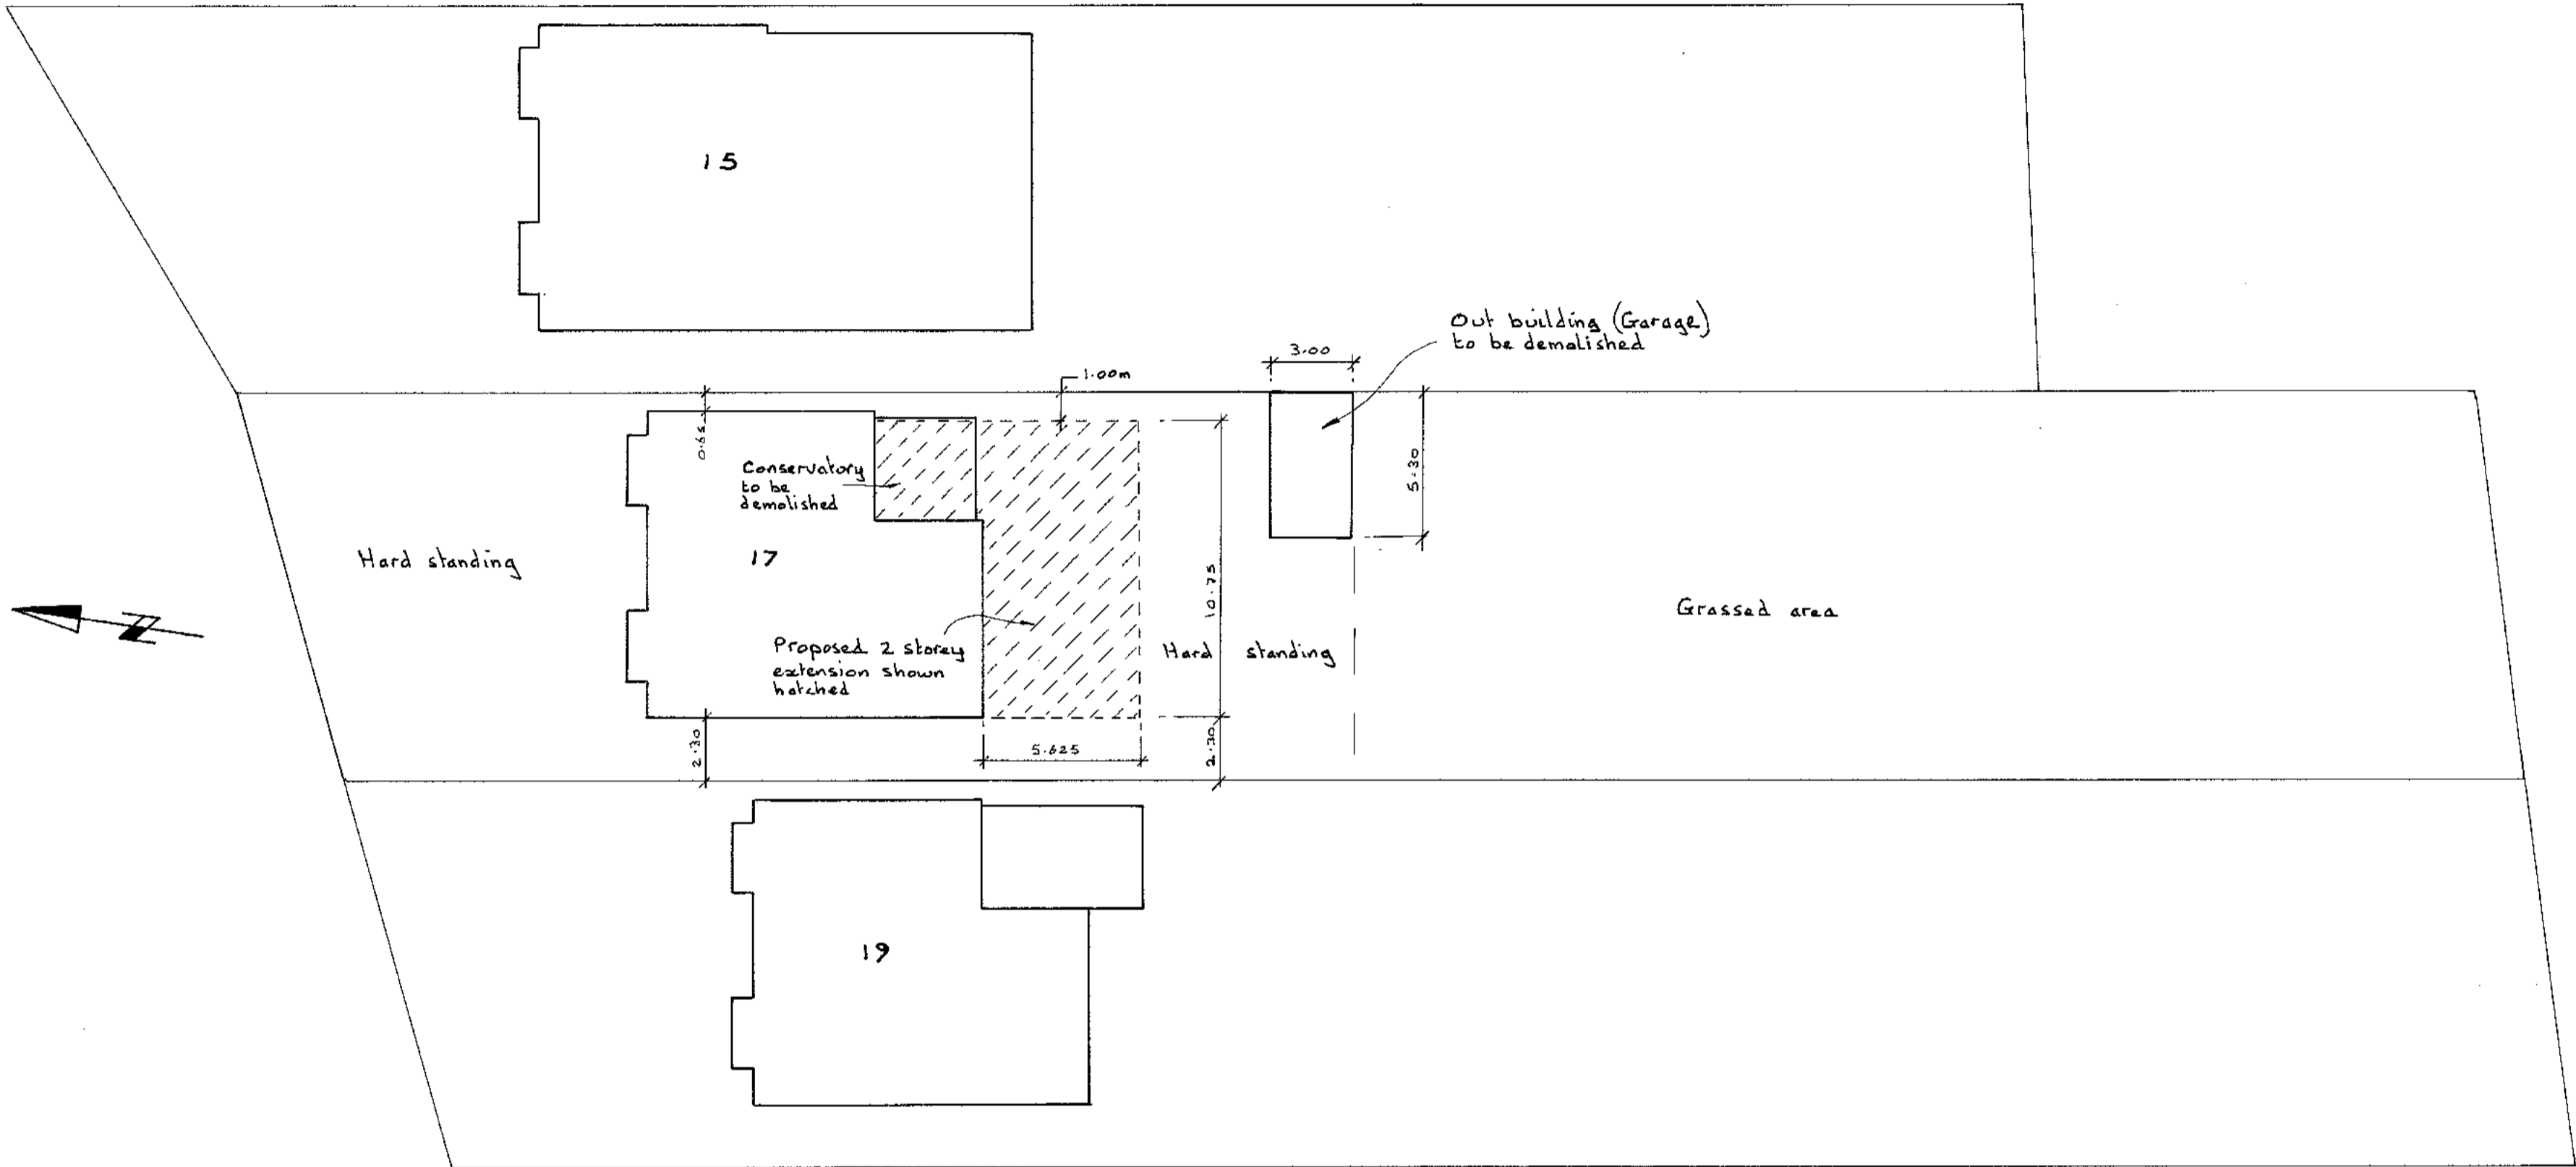 15
Out building (Garage)
to be demolished
3.00
1.00m
0.65
5.30
Conservatory
to be
demolished
Hard standing
17
10.75
Grassed area
N
Proposed 2 storey
extension shown
hatched
Hard standing
2.30
5.625
2.30
19